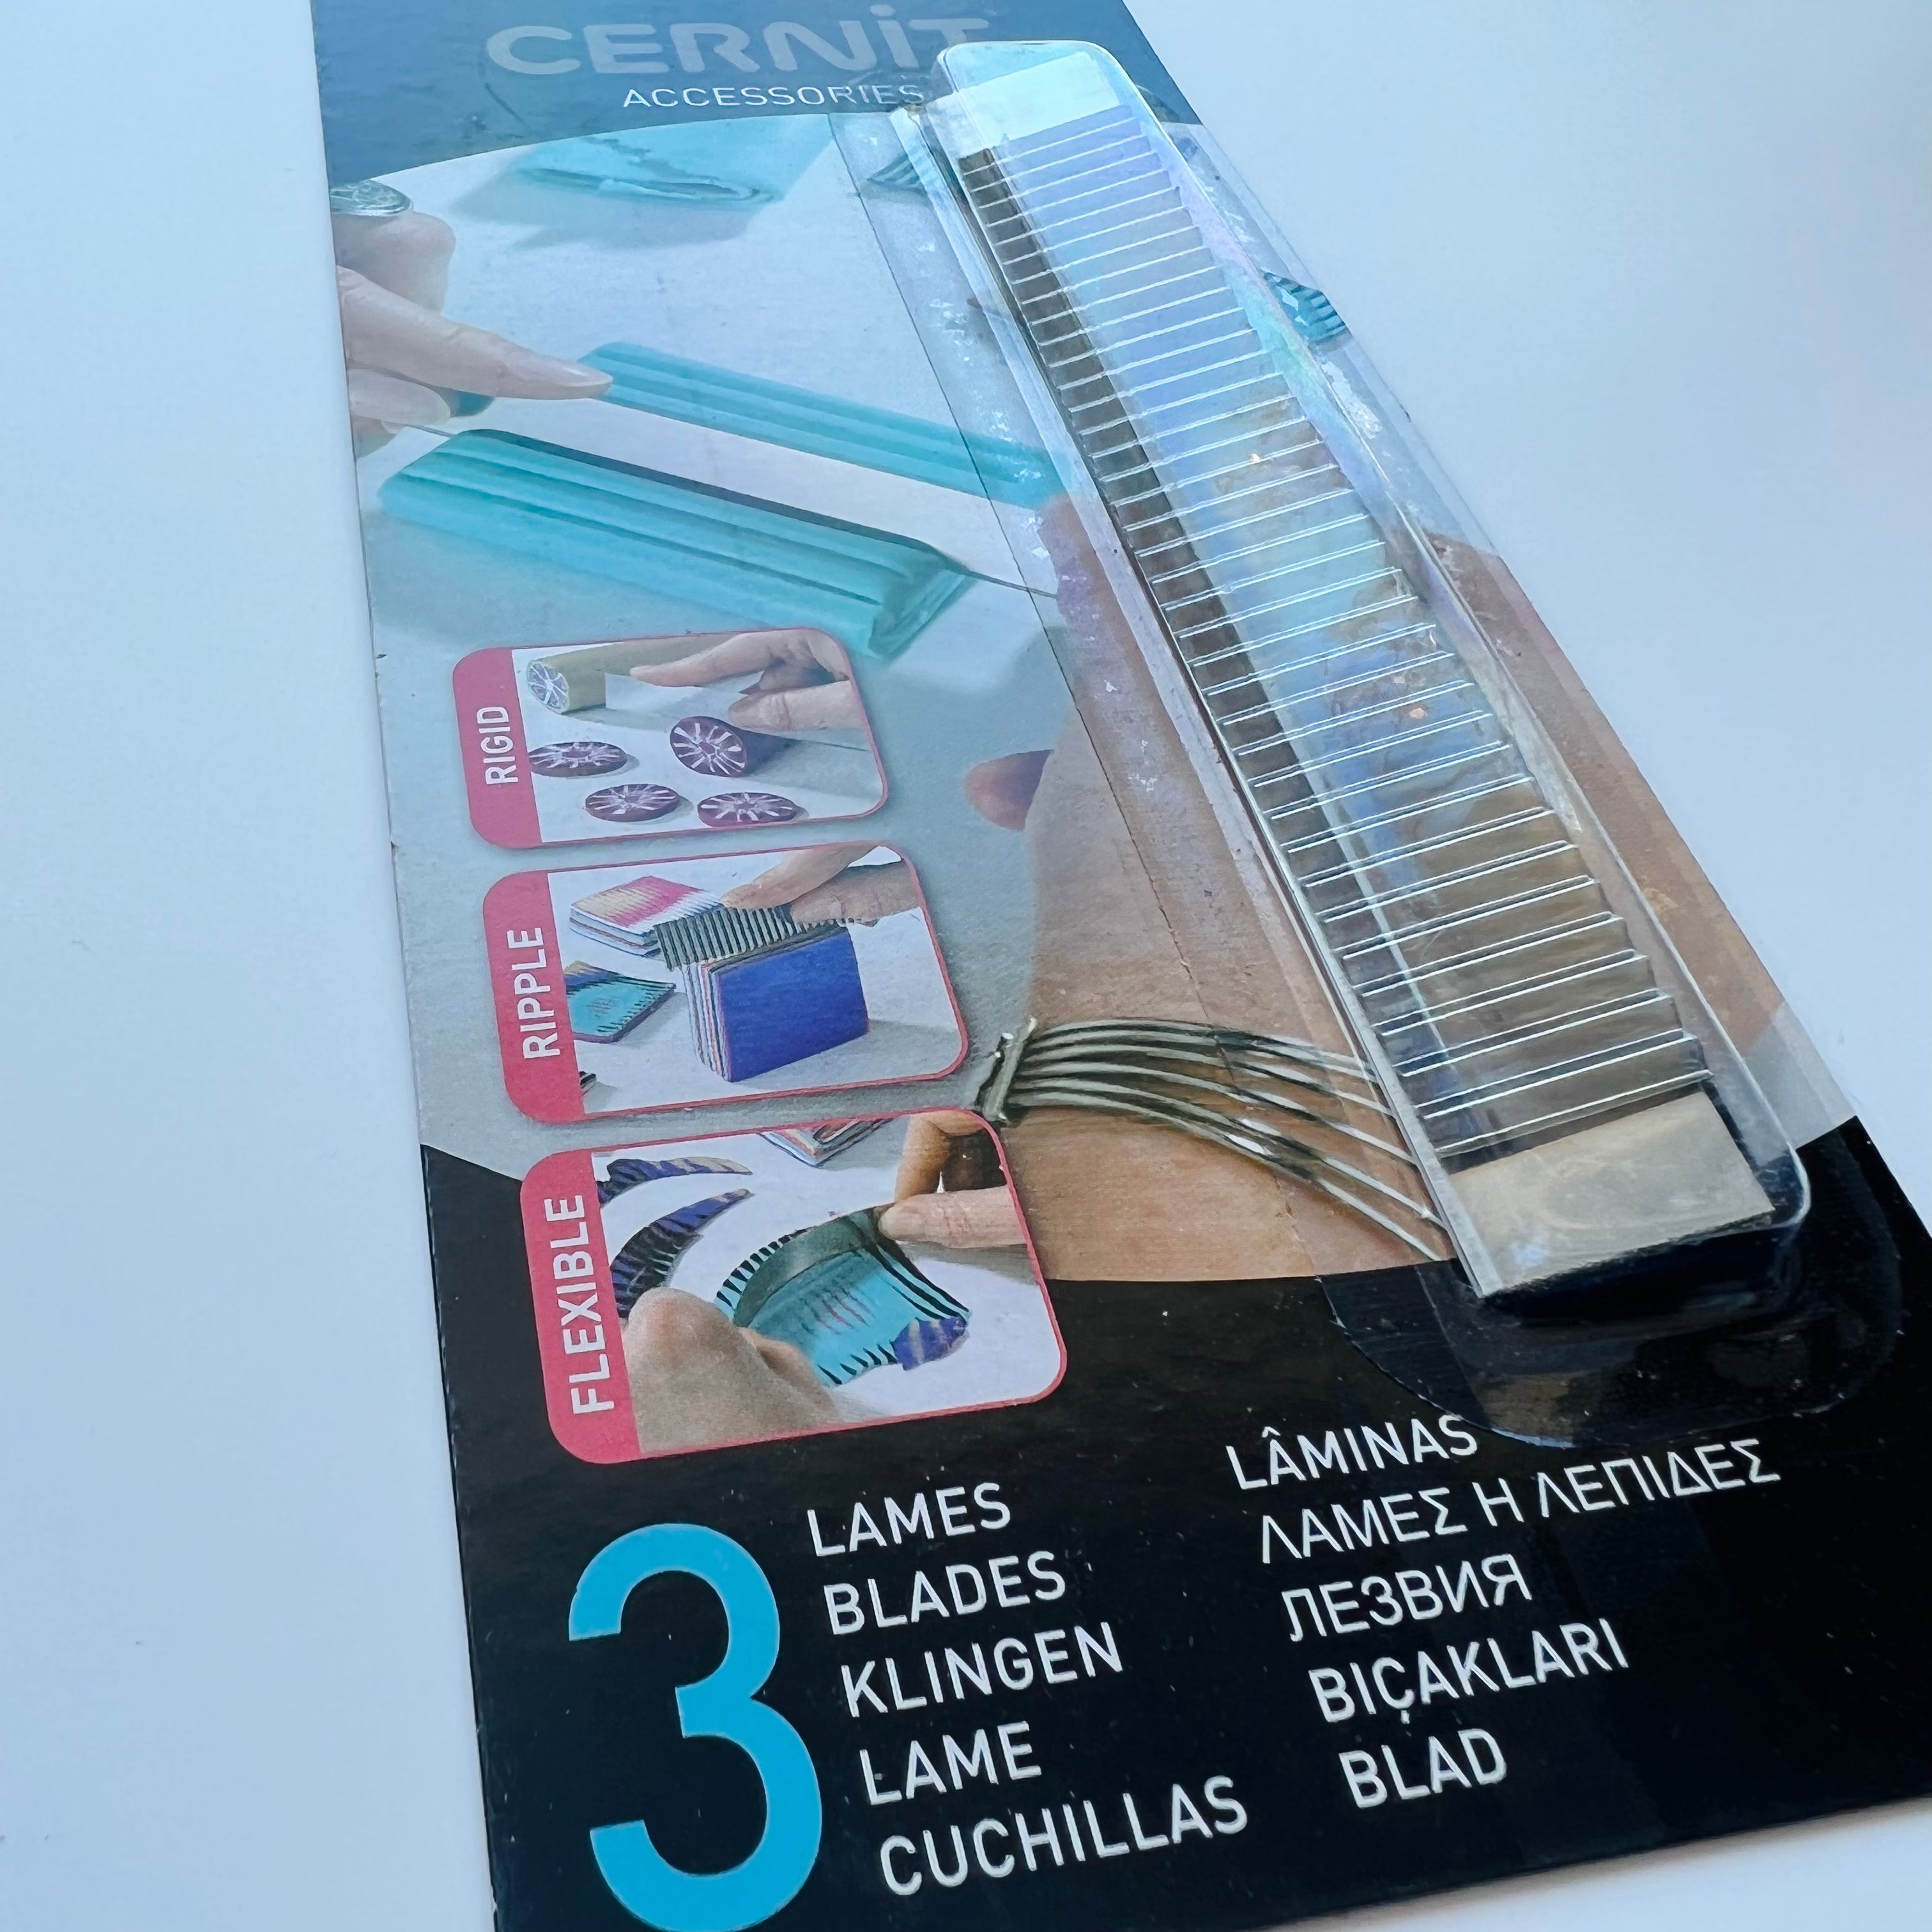 CERNiT
ACCESSORIES
RIGID
RIPPLE
FLEXIBLE
3
LAMES
BLADES
KLINGEN
LAME
CUCHILLAS
LÂMINAS
ΛΑΜΕΣ Η ΛΕΠΙΔΕΣ
ЛЕЗВИЯ
BIÇAKLARI
BLAD